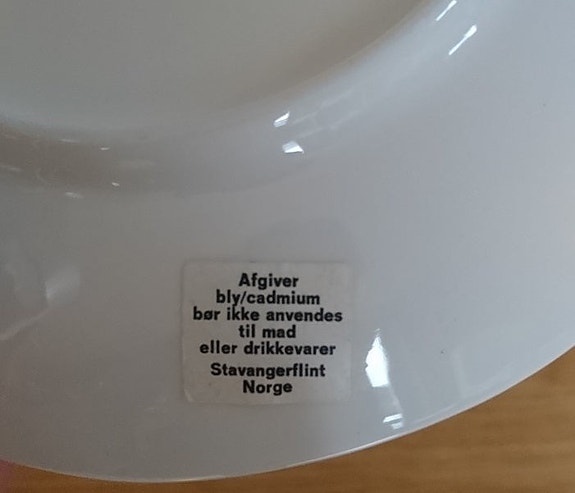 Afgiver
bly/cadmium
bør ikke anvendes
til mad
eller drikkevarer
Stavangerflint
Norge